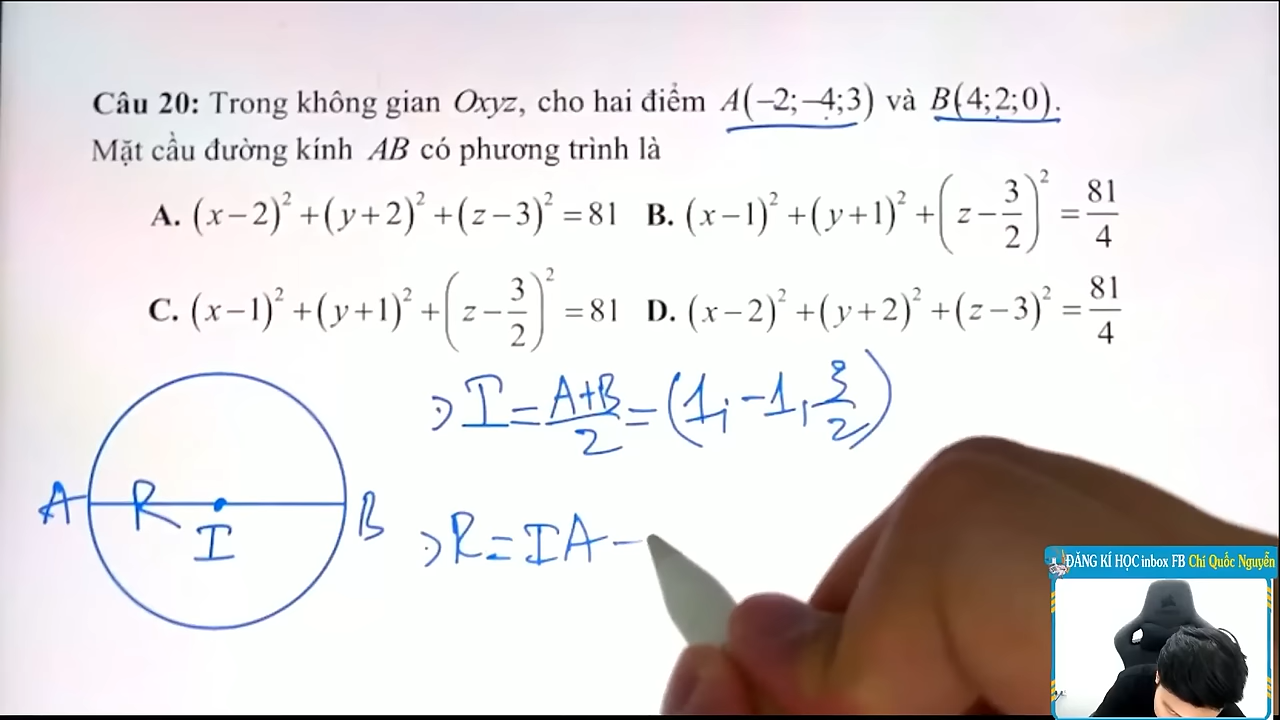 Câu 20: Trong không gian Oxyz, cho hai điểm A(−2;−4;3) và B(4;2;0).
Mặt cầu đường kính AB có phương trình là
A. (x−2)² +(y+2)² +(z−3)² = 81 B. (x−1)² +(y+1)² +(z−3/2)² = 81/4
C. (x−1)² +(y+1)² +(z−3/2)² = 81 D. (x−2)² +(y+2)² +(z−3)² = 81/4
I = A+B/2 = (1; -1, 3/2)
A R I B
R = IA −
ĐĂNG KÍ HỌC inbox FB Chí Quốc Nguyễn